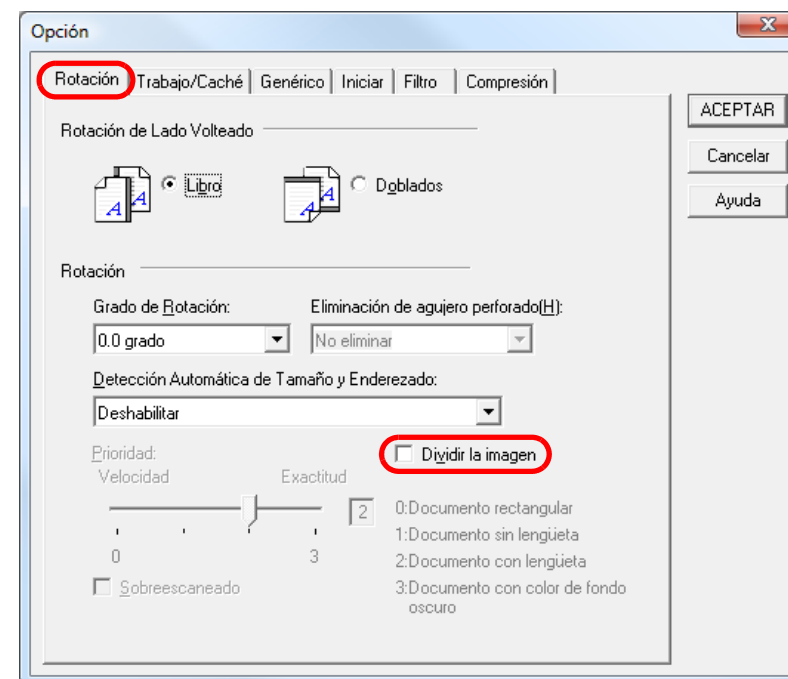 Opción
Rotación Trabajo/Caché Genérico Iniciar Filtro Compresión
ACEPTAR
Cancelar
Ayuda
Rotación de Lado Volteado
A A Libro
A A Doblados
Rotación
Grado de Rotación: Eliminación de agujero perforado(H):
0.0 grado No eliminar
Detección Automática de Tamaño y Enderezado:
Deshabilitar
Prioridad: Dividir la imagen
Velocidad Exactitud
2 0:Documento rectangular
1:Documento sin lengüeta
0 3 2:Documento con lengüeta
Sobreescaneado 3:Documento con color de fondo
oscuro